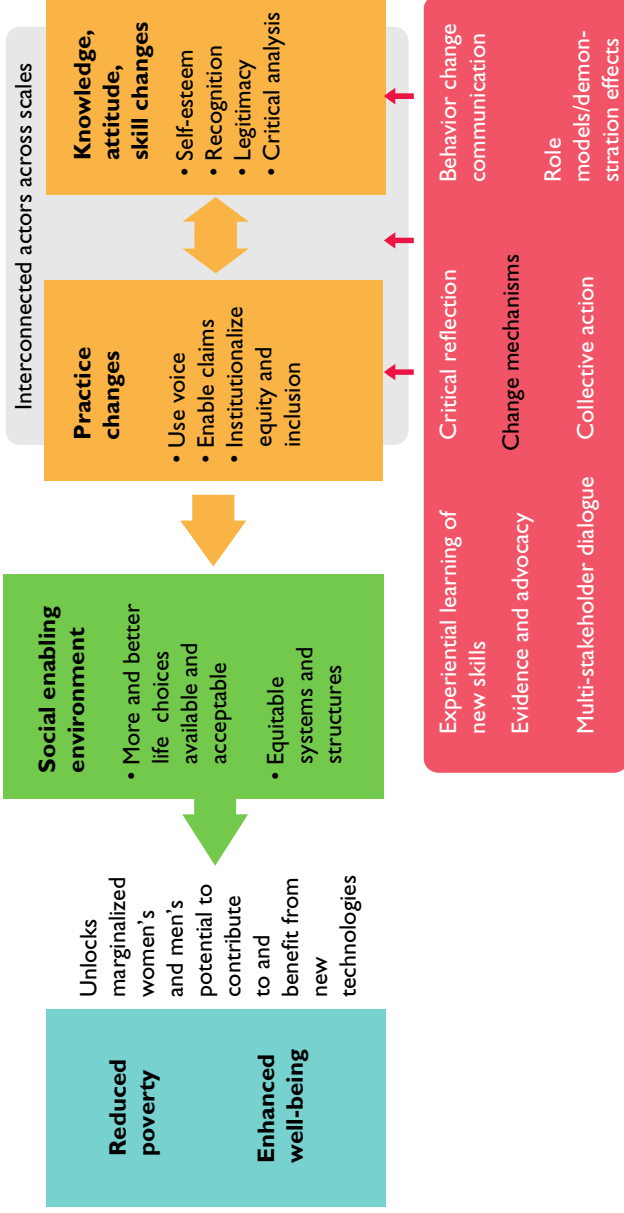 Interconnected actors across scales
Reduced
poverty
Enhanced
well-being
Unlocks
marginalized
women's
and men's
potential to
contribute
to and
benefit from
new
technologies
Social enabling
environment
• More and better
life choices
available and
acceptable
• Equitable
systems and
structures
Practice
changes
• Use voice
• Enable claims
• Institutionalize
equity and
inclusion
Knowledge,
attitude,
skill changes
• Self-esteem
• Recognition
• Legitimacy
• Critical analysis
Experiential learning of
new skills
Evidence and advocacy
Multi-stakeholder dialogue
Critical reflection
Change mechanisms
Collective action
Behavior change
communication
Role
models/demon-
stration effects